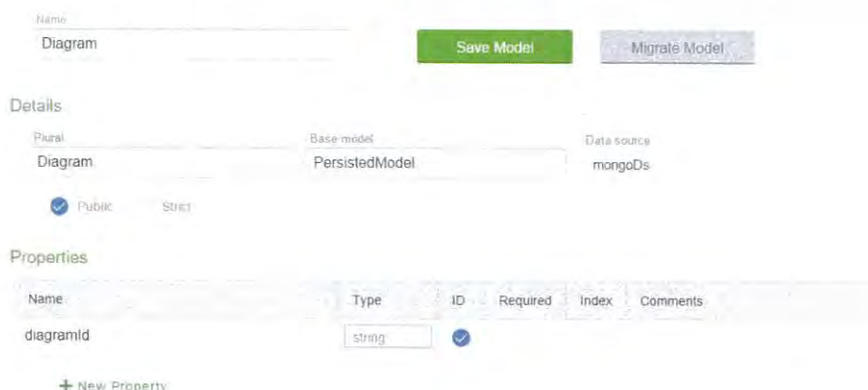 Name
Diagram
Save Model
Migrate Model
Details
Plural
Base model
Data source
Diagram
PersistedModel
mongoDs
Public
Strict
Properties
Name
Type
ID
Required
Index
Comments
diagramId
string
+ New Property